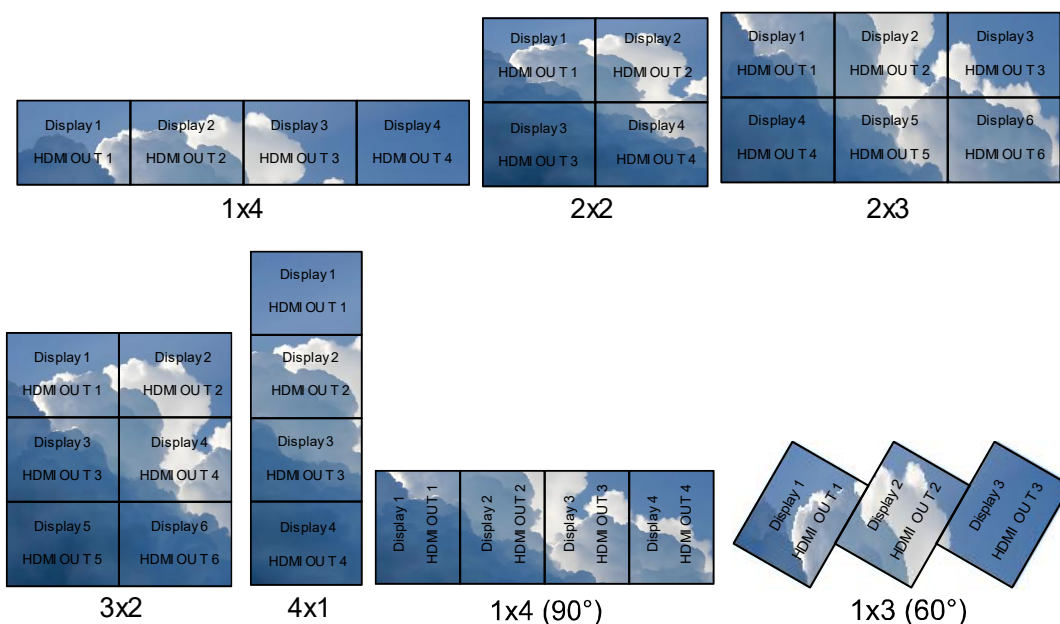 Display 1
HDMI OUT 1
Display 2
HDMI OUT 2
Display 3
HDMI OUT 3
Display 4
HDMI OUT 4
1x4
Display 1
HDMI OUT 1
Display 2
HDMI OUT 2
Display 3
HDMI OUT 3
Display 4
HDMI OUT 4
2x2
Display 1
HDMI OUT 1
Display 2
HDMI OUT 2
Display 3
HDMI OUT 3
Display 4
HDMI OUT 4
Display 5
HDMI OUT 5
Display 6
HDMI OUT 6
2x3
Display 1
HDMI OUT 1
Display 2
HDMI OUT 2
Display 3
HDMI OUT 3
Display 4
HDMI OUT 4
Display 5
HDMI OUT 5
Display 6
HDMI OUT 6
3x2
Display 1
HDMI OUT 1
Display 2
HDMI OUT 2
Display 3
HDMI OUT 3
Display 4
HDMI OUT 4
4x1
Display 1
HDMI OUT 1
Display 2
HDMI OUT 2
Display 3
HDMI OUT 3
Display 4
HDMI OUT 4
1x4 (90°)
Display 1
HDMI OUT 1
Display 2
HDMI OUT 2
Display 3
HDMI OUT 3
1x3 (60°)